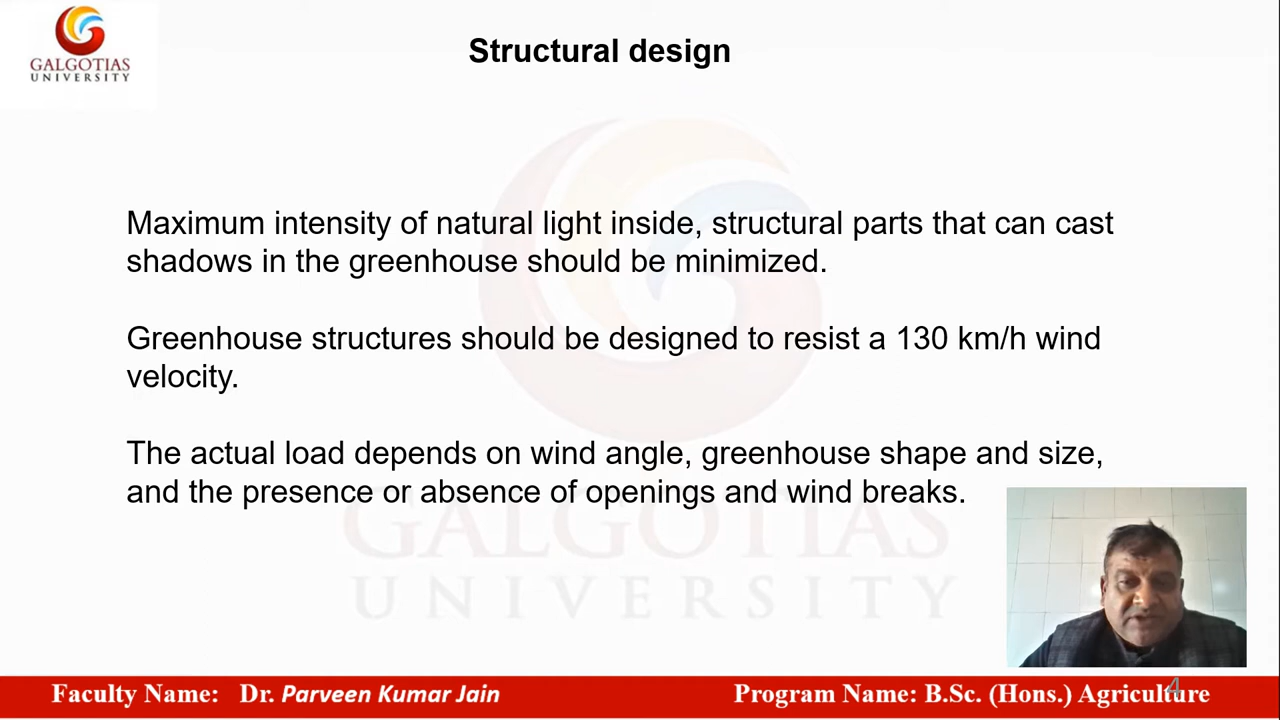 GALGOTIAS
UNIVERSITY
Structural design
Maximum intensity of natural light inside, structural parts that can cast
shadows in the greenhouse should be minimized.
Greenhouse structures should be designed to resist a 130 km/h wind
velocity.
The actual load depends on wind angle, greenhouse shape and size,
and the presence or absence of openings and wind breaks.
GALGOTIAS
UNIVERSITY
Faculty Name: Dr. Parveen Kumar Jain
Program Name: B.Sc. (Hons.) Agriculture
4